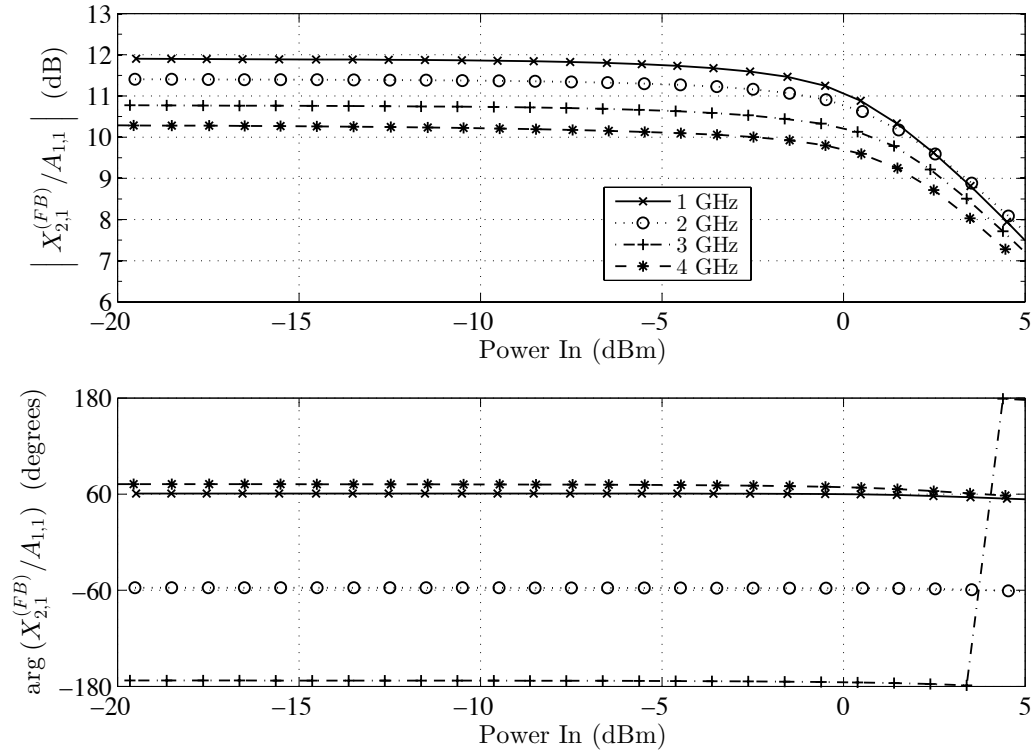 13
12
11
10
9
8
7
6
| X_{2,1}^{(FB)}/A_{1,1} | (dB)
1 GHz
2 GHz
3 GHz
4 GHz
−20 −15 −10 −5 0 5
Power In (dBm)
180
60
−60
−180
arg (X_{2,1}^{(FB)}/A_{1,1}) (degrees)
−20 −15 −10 −5 0 5
Power In (dBm)